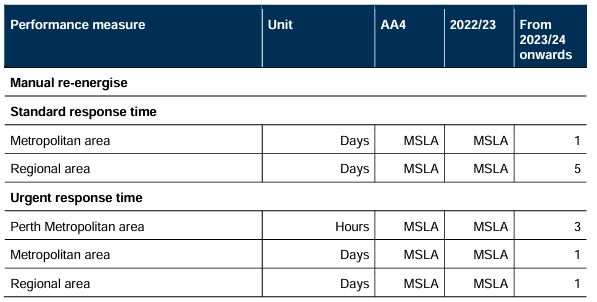 Performance measure Unit AA4 2022/23 From 2023/24 onwards
Manual re-energise
Standard response time
Metropolitan area Days MSLA MSLA 1
Regional area Days MSLA MSLA 5
Urgent response time
Perth Metropolitan area Hours MSLA MSLA 3
Metropolitan area Days MSLA MSLA 1
Regional area Days MSLA MSLA 1